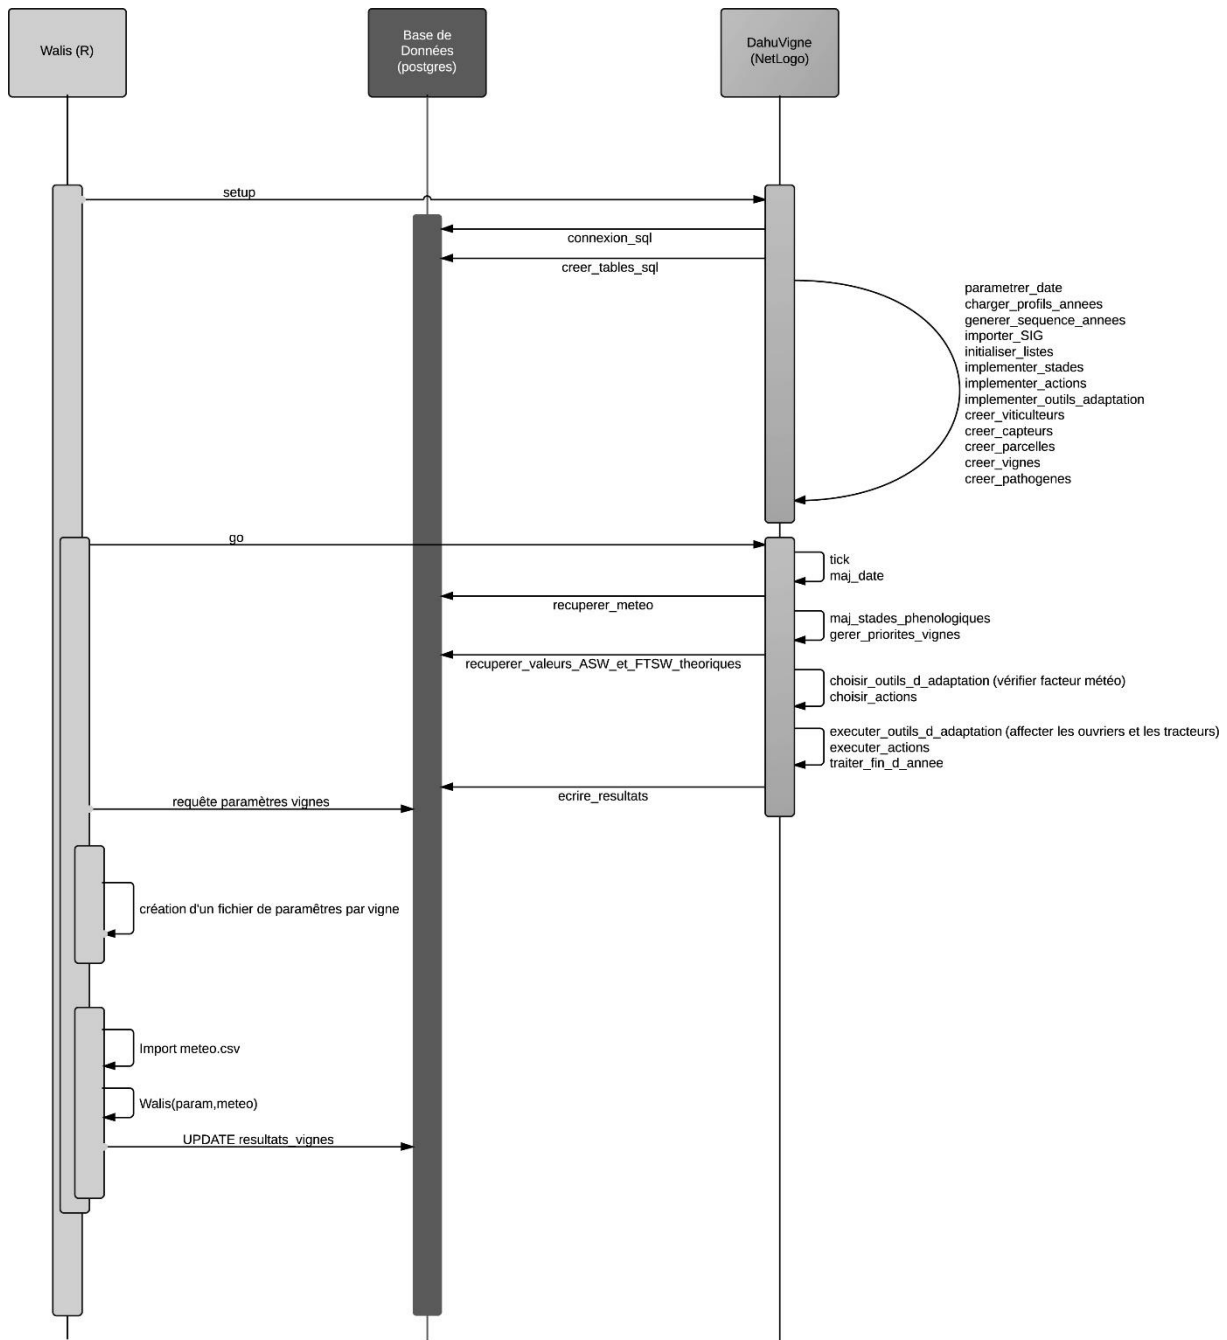 Walis (R)
Base de
Données
(postgres)
DahuVigne
(NetLogo)
setup
connexion_sql
creer_tables_sql
parametrer_date
charger_profils_annees
generer_sequence_annees
importer_SIG
initialiser_listes
implementer_stades
implementer_actions
implementer_outils_adaptation
creer_viticulteurs
creer_capteurs
creer_parcelles
creer_vignes
creer_pathogenes
go
tick
maj_date
recuperer_meteo
maj_stades_phenologiques
gerer_priorites_vignes
recuperer_valeurs_ASW_et_FTSW_theoriques
choisir_outils_d_adaptation (vérifier facteur météo)
choisir_actions
executer_outils_d_adaptation (affecter les ouvriers et les tracteurs)
executer_actions
traiter_fin_d_annee
ecrire_resultats
requête paramètres vignes
création d'un fichier de paramêtres par vigne
Import meteo.csv
Walis(param,meteo)
UPDATE resultats_vignes